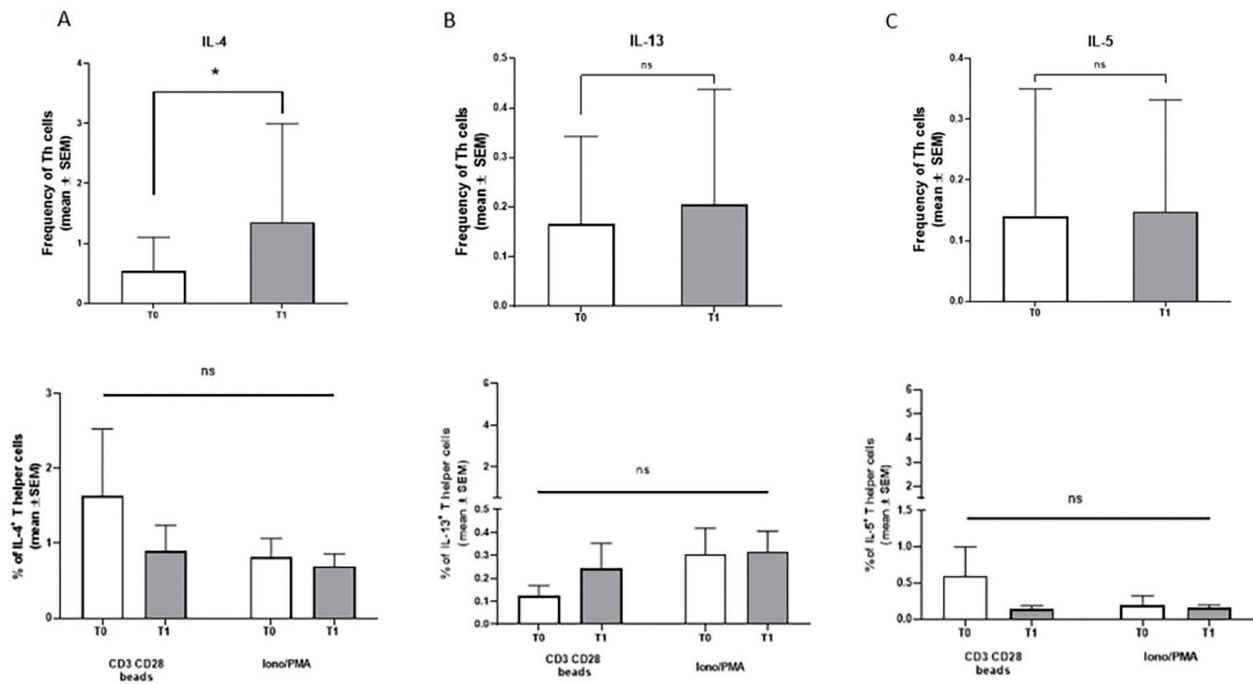 A
IL-4
*
Frequency of Th cells
(mean ± SEM)
4
3
2
1
0
T0 T1
B
IL-13
ns
Frequency of Th cells
(mean ± SEM)
0.5
0.4
0.3
0.2
0.1
0.0
T0 T1
C
IL-5
ns
Frequency of Th cells
(mean ± SEM)
0.4
0.3
0.2
0.1
0.0
T0 T1
ns
% of IL-4⁺ T helper cells
(mean ± SEM)
3
2
1
0
T0 T1 T0 T1
CD3 CD28
beads
Iono/PMA
ns
% of IL-13⁺ T helper cells
(mean ± SEM)
6
5
4
3
2
1
0.5
0.4
0.3
0.2
0.1
0.0
T0 T1 T0 T1
CD3 CD28
beads
Iono/PMA
ns
% of IL-5⁺ T helper cells
(mean ± SEM)
6
5
4
3
2
1.5
1.0
0.5
0.0
T0 T1 T0 T1
CD3 CD28
beads
Iono/PMA